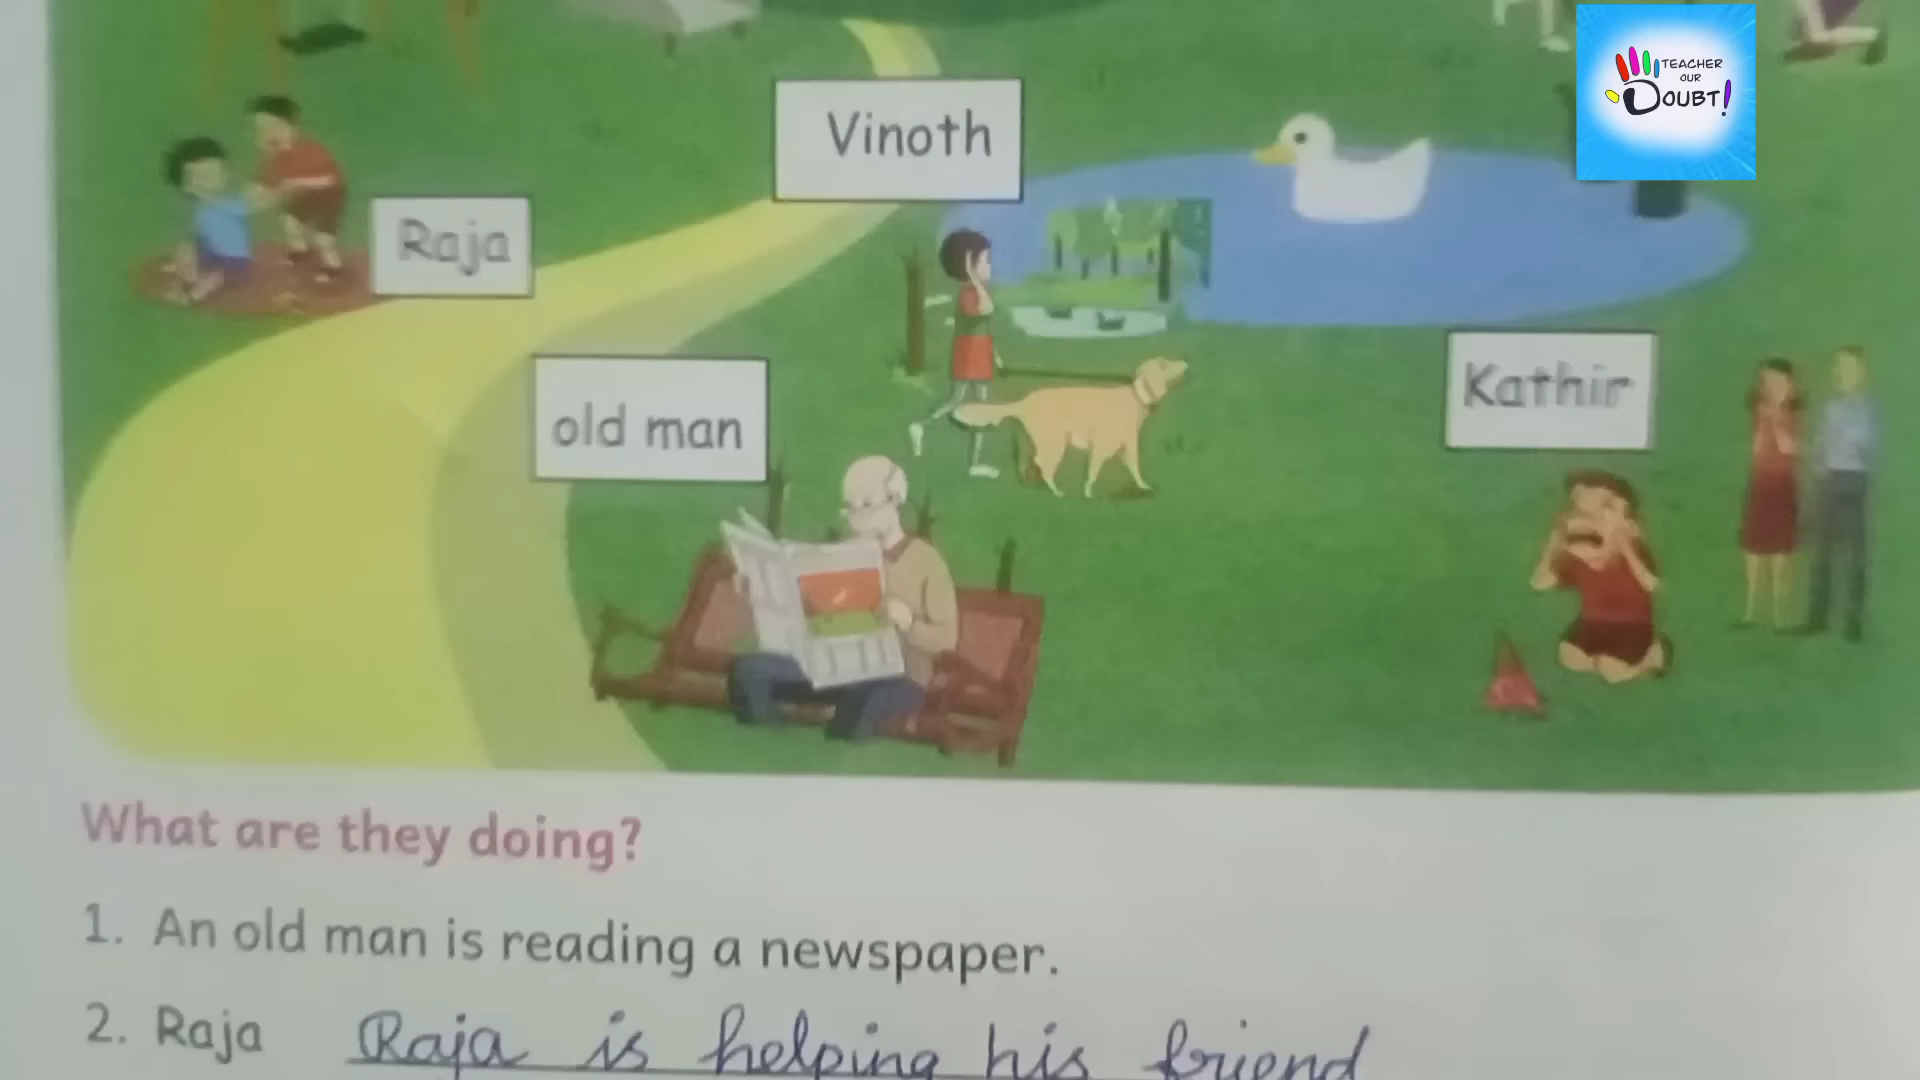 TEACHER
OUR
DOUBT!
Vinoth
Raja
old man
Kathir
What are they doing?
1. An old man is reading a newspaper.
2. Raja Raja is helping his friend